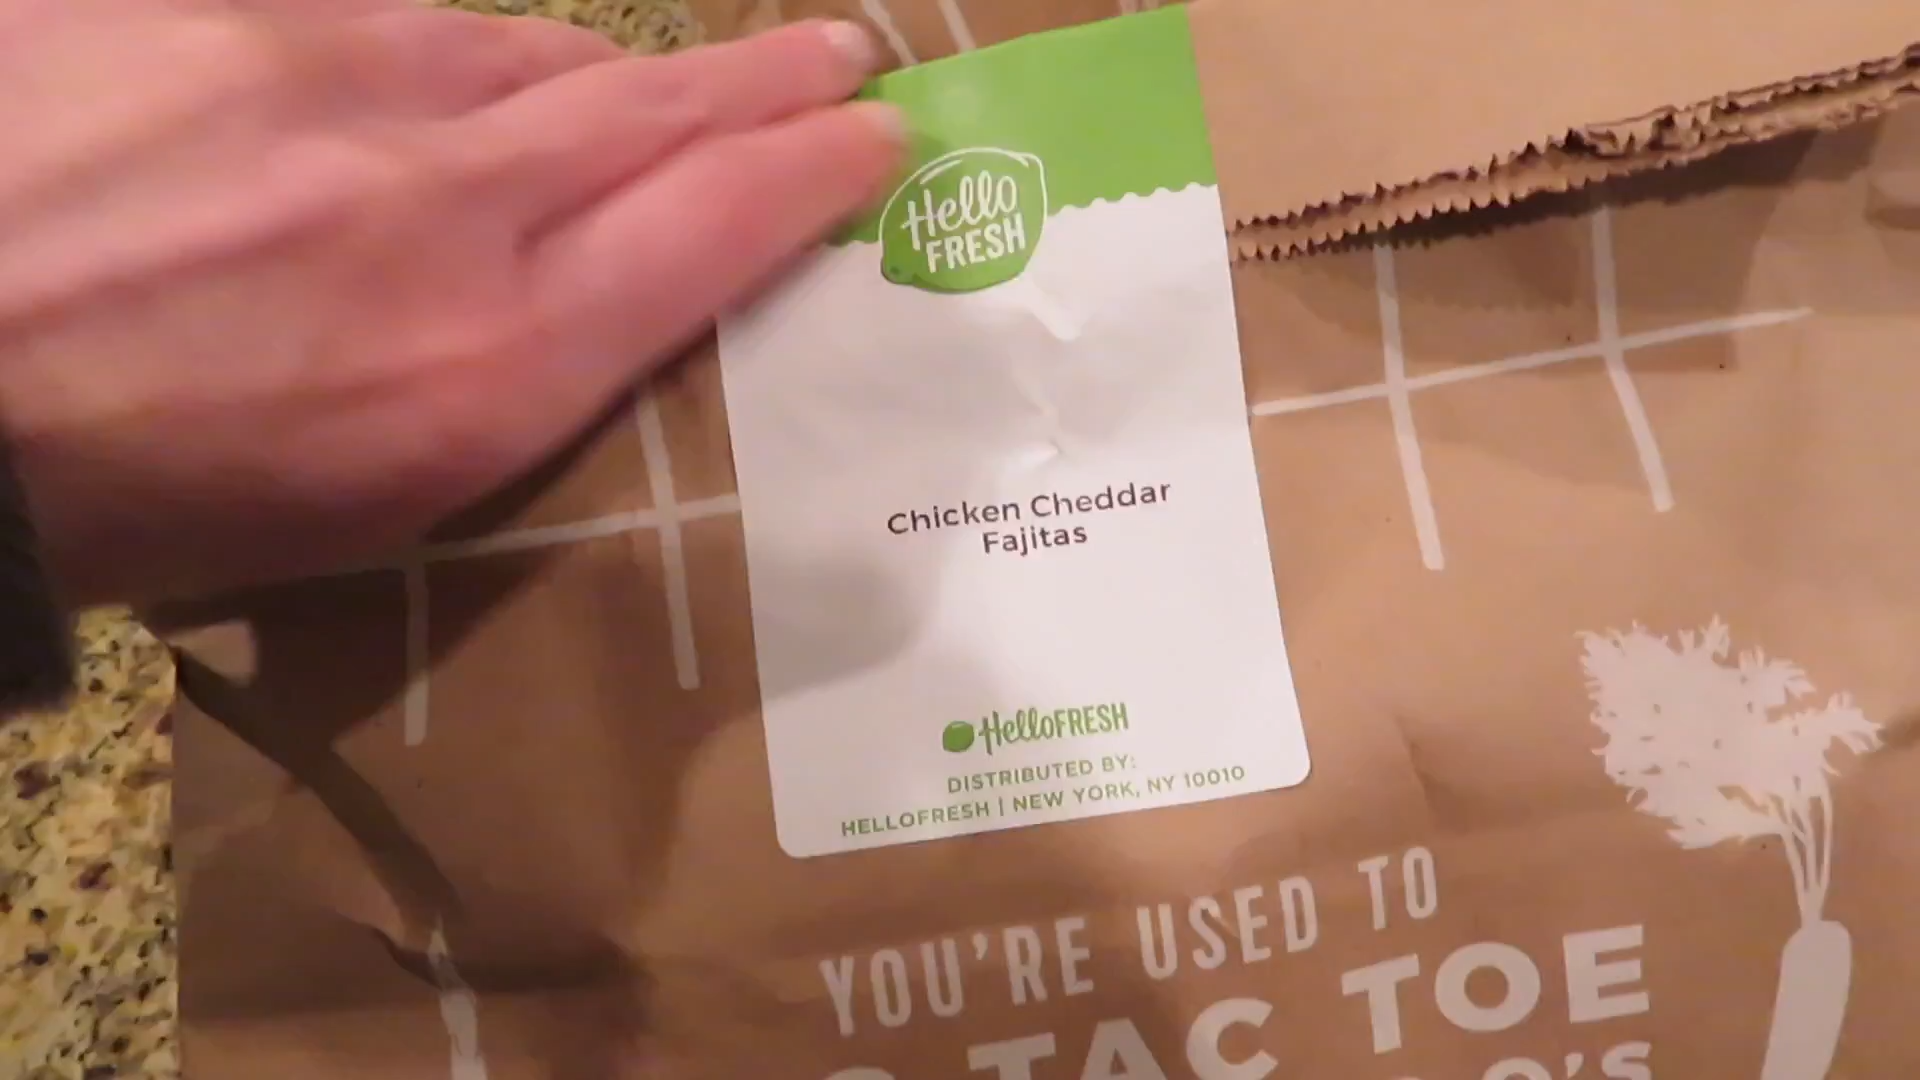 Hello
FRESH
Chicken Cheddar
Fajitas
HelloFRESH
DISTRIBUTED BY:
HELLOFRESH | NEW YORK, NY 10010
YOU'RE USED TO
TAC TOE
O'S